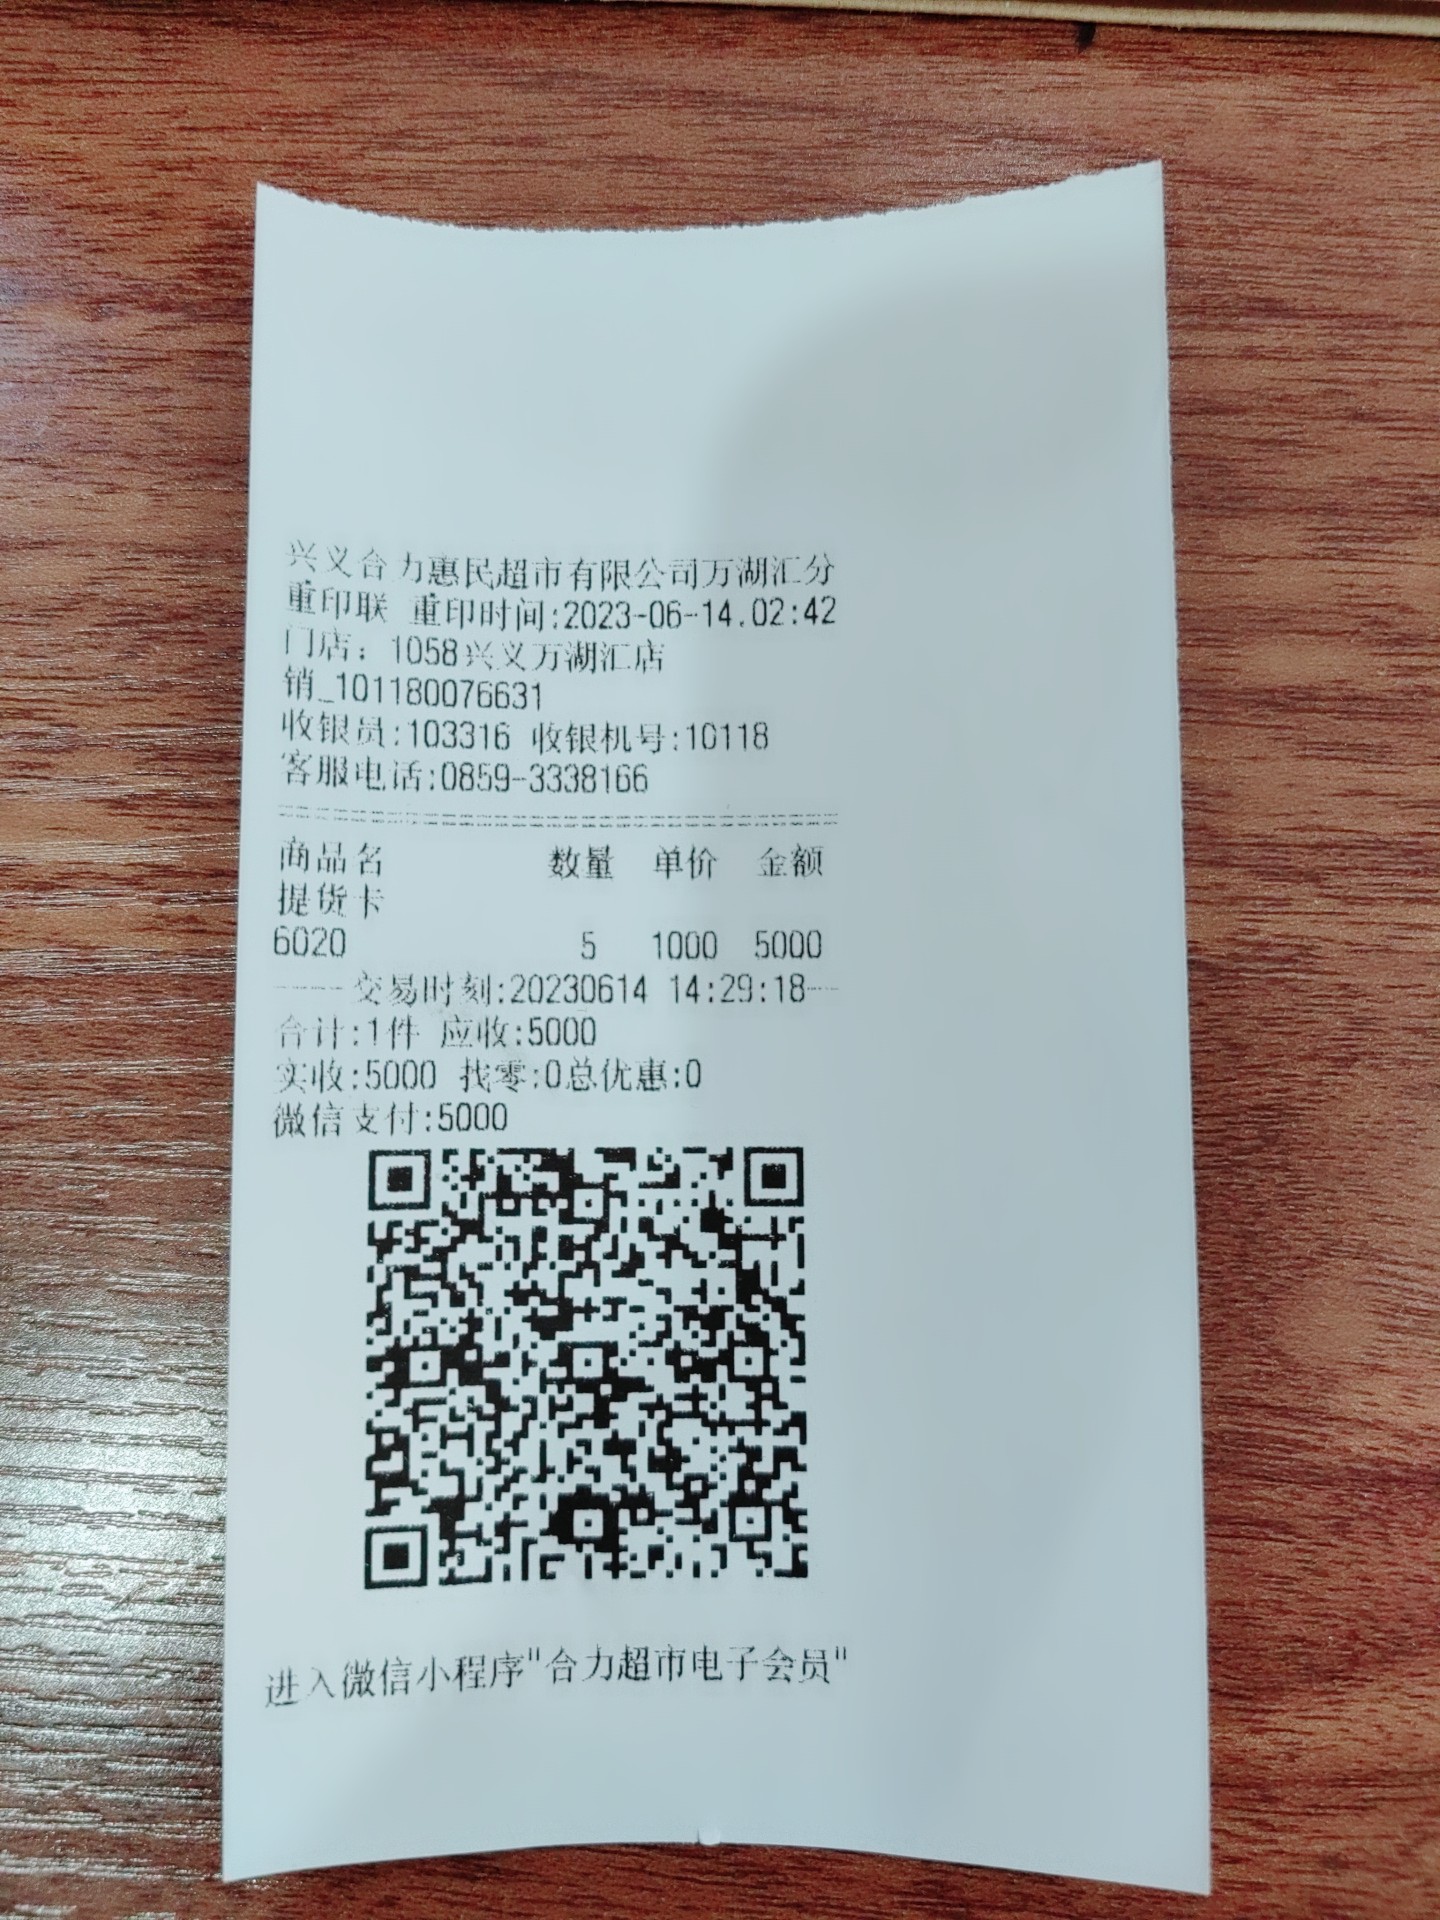 兴义合力惠民超市有限公司万湖汇分
重印联 重印时间:2023-06-14.02:42
门店：1058兴义万湖汇店
销_101180076631
收银员:103316 收银机号:10118
客服电话:0859-3338166
商品名 数量 单价 金额
提货卡
6020 5 1000 5000
----交易时刻:20230614 14:29:18--
合计:1件 应收:5000
实收:5000 找零:0总优惠:0
微信支付:5000
进入微信小程序"合力超市电子会员"